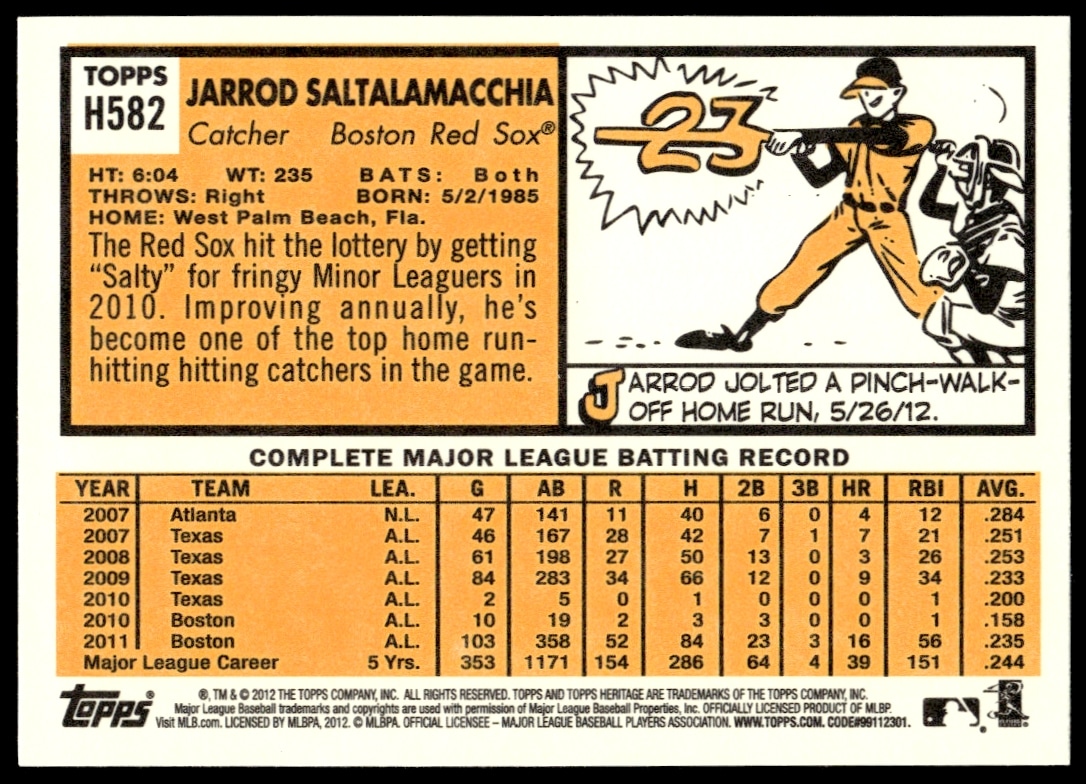 TOPPS
H582
JARROD SALTALAMACCHIA
Catcher Boston Red Sox®
HT: 6:04 WT: 235 BATS: Both
THROWS: Right BORN: 5/2/1985
HOME: West Palm Beach, Fla.
The Red Sox hit the lottery by getting
“Salty” for fringy Minor Leaguers in
2010. Improving annually, he’s
become one of the top home run-
hitting hitting catchers in the game.
23
JARROD JOLTED A PINCH-WALK-
OFF HOME RUN, 5/26/12.
COMPLETE MAJOR LEAGUE BATTING RECORD
YEAR TEAM LEA. G AB R H 2B 3B HR RBI AVG.
2007 Atlanta N.L. 47 141 11 40 6 0 4 12 .284
2007 Texas A.L. 46 167 28 42 7 1 7 21 .251
2008 Texas A.L. 61 198 27 50 13 0 3 26 .253
2009 Texas A.L. 84 283 34 66 12 0 9 34 .233
2010 Texas A.L. 2 5 0 1 0 0 0 1 .200
2010 Boston A.L. 10 19 2 3 3 0 0 1 .158
2011 Boston A.L. 103 358 52 84 23 3 16 56 .235
Major League Career 5 Yrs. 353 1171 154 286 64 4 39 151 .244
TOPPS®
®, TM & © 2012 THE TOPPS COMPANY, INC. ALL RIGHTS RESERVED. TOPPS AND TOPPS HERITAGE ARE TRADEMARKS OF THE TOPPS COMPANY, INC.
Major League Baseball trademarks and copyrights are used with permission of Major League Baseball Properties, Inc. OFFICIALLY LICENSED PRODUCT OF MLBP.
Visit MLB.com. LICENSED BY MLBPA, 2012. © MLBPA. OFFICIAL LICENSEE – MAJOR LEAGUE BASEBALL PLAYERS ASSOCIATION. WWW.TOPPS.COM. CODE#99112301.